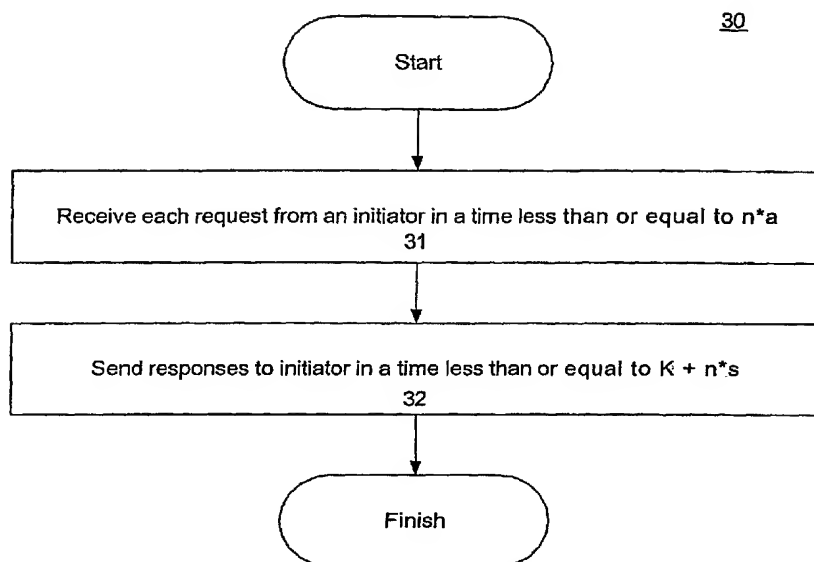 30
Start
Receive each request from an initiator in a time less than or equal to n*a
31
Send responses to initiator in a time less than or equal to K + n*s
32
Finish